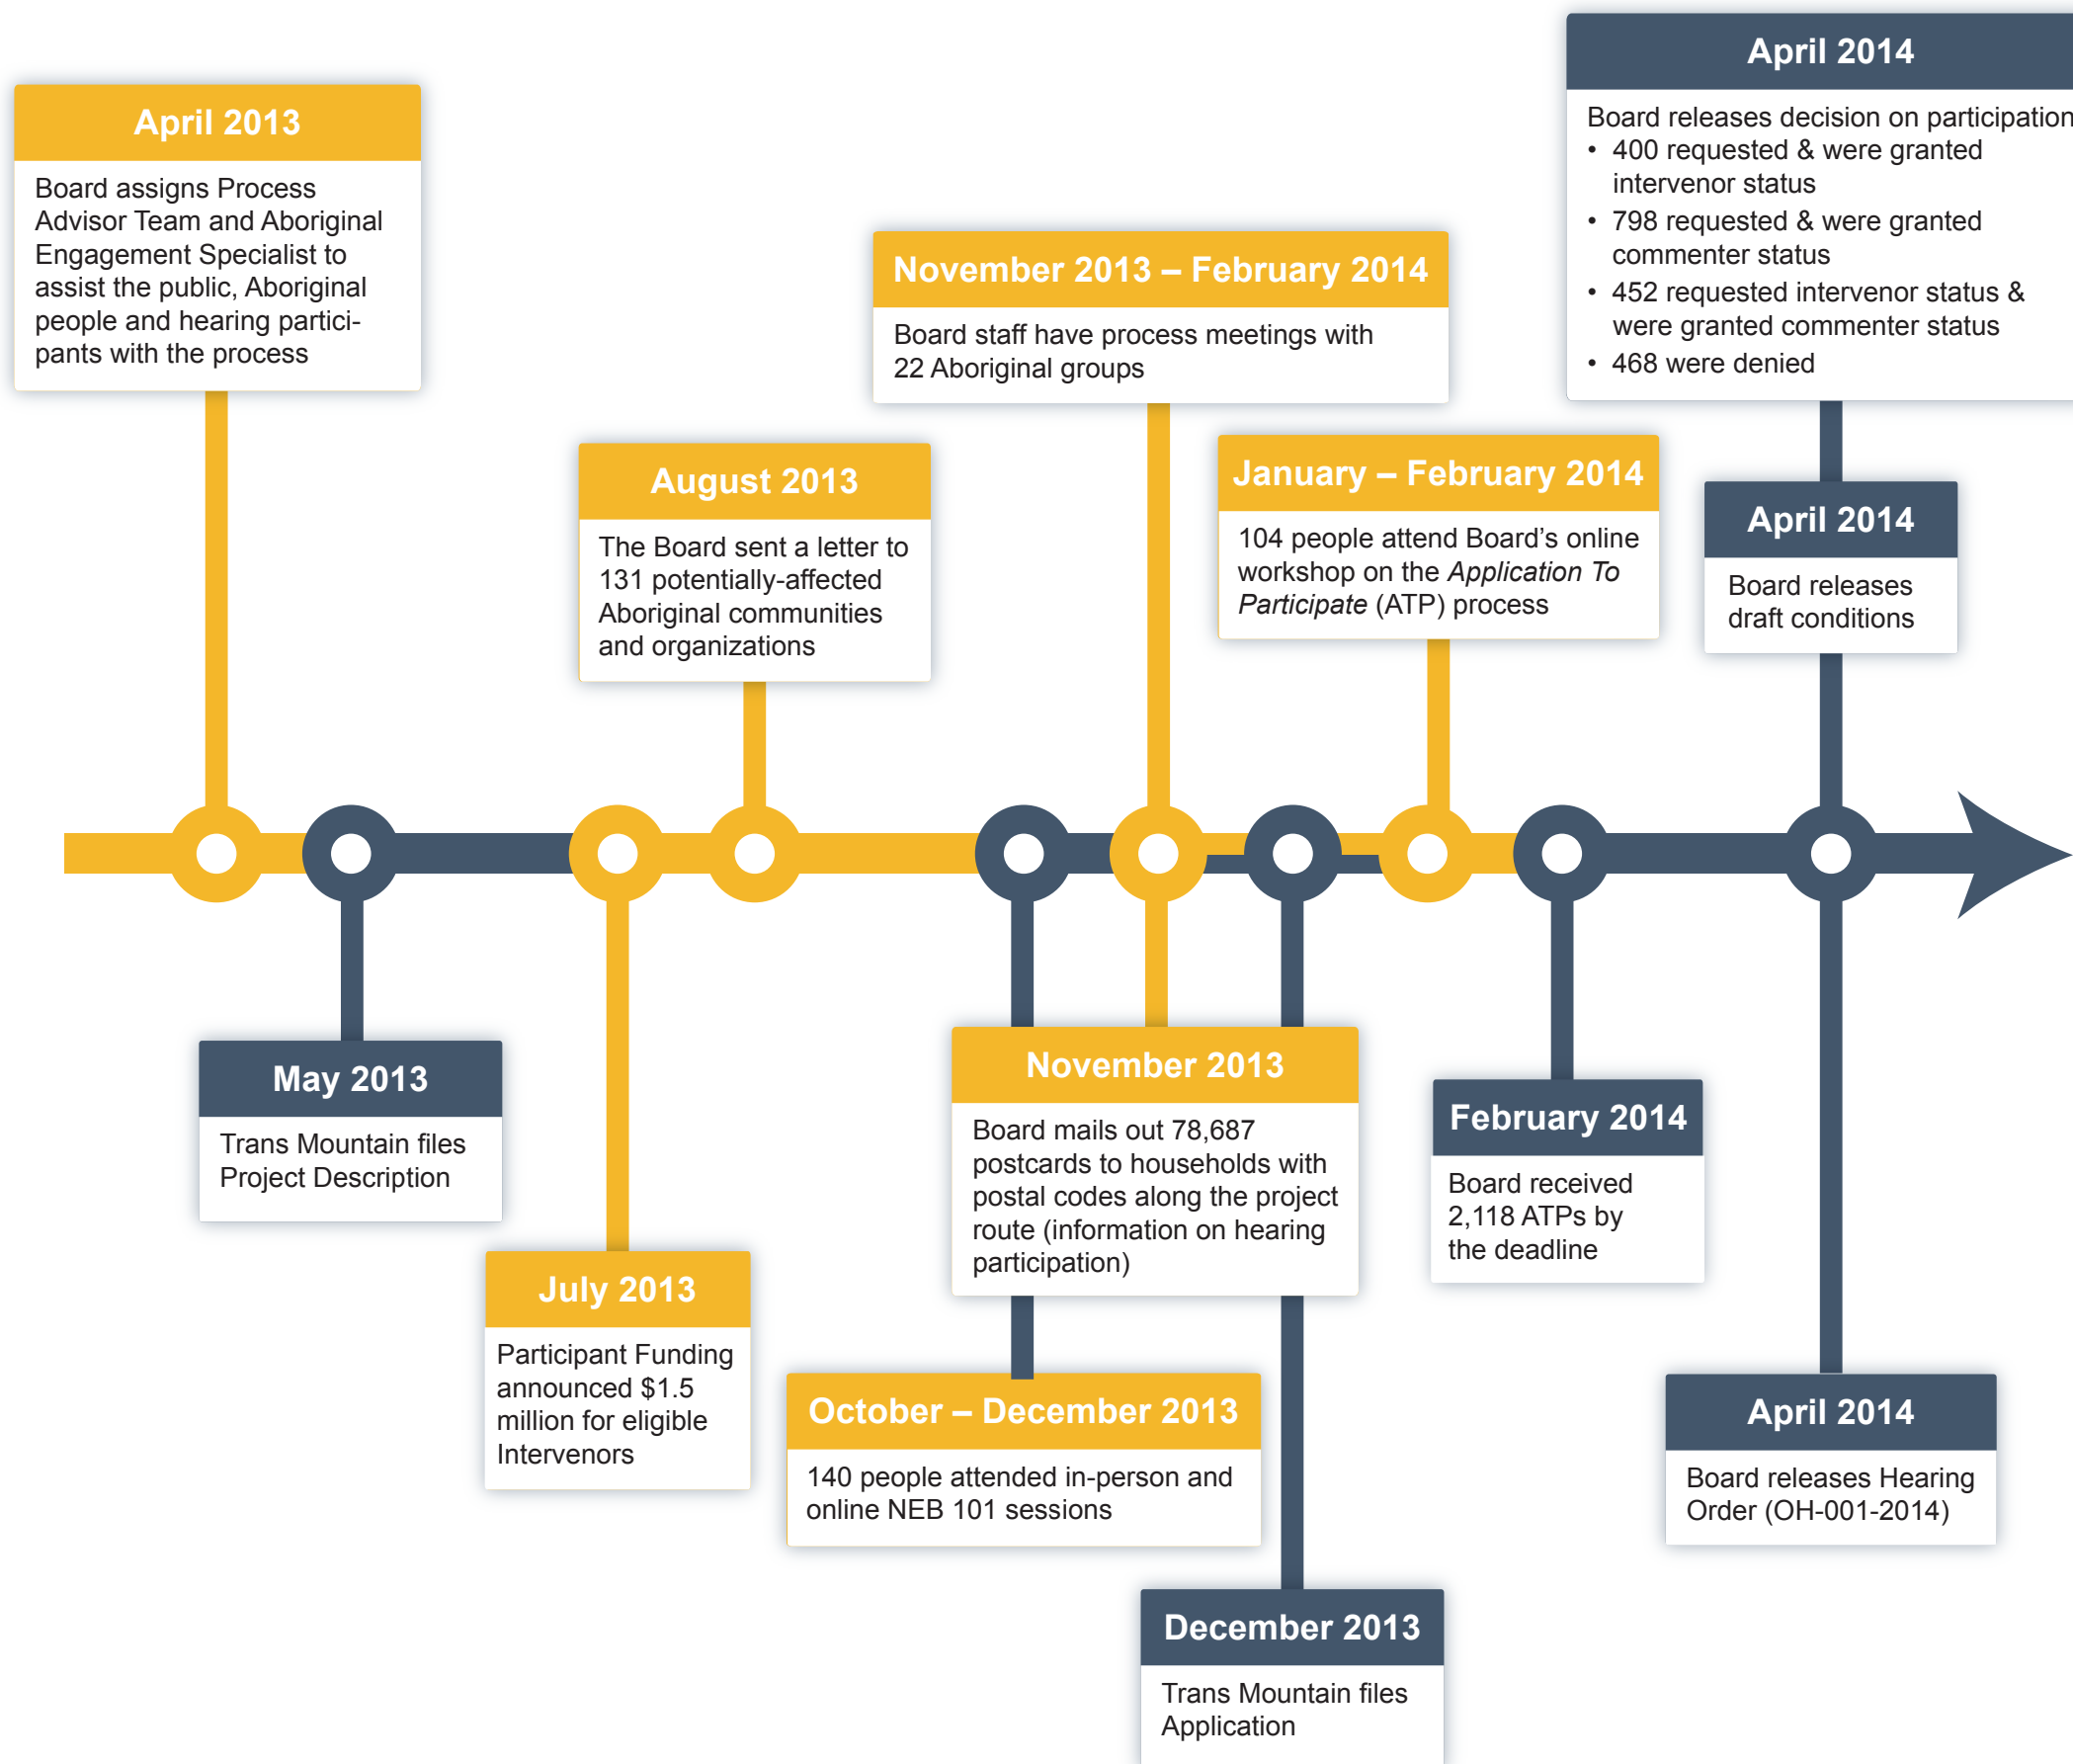 April 2013
Board assigns Process
Advisor Team and Aboriginal
Engagement Specialist to
assist the public, Aboriginal
people and hearing partici-
pants with the process
May 2013
Trans Mountain files
Project Description
July 2013
Participant Funding
announced $1.5
million for eligible
Intervenors
August 2013
The Board sent a letter to
131 potentially-affected
Aboriginal communities
and organizations
October – December 2013
140 people attended in-person and
online NEB 101 sessions
November 2013 – February 2014
Board staff have process meetings with
22 Aboriginal groups
November 2013
Board mails out 78,687
postcards to households with
postal codes along the project
route (information on hearing
participation)
December 2013
Trans Mountain files
Application
January – February 2014
104 people attend Board’s online
workshop on the Application To
Participate (ATP) process
February 2014
Board received
2,118 ATPs by
the deadline
April 2014
Board releases decision on participation
• 400 requested & were granted
intervenor status
• 798 requested & were granted
commenter status
• 452 requested intervenor status &
were granted commenter status
• 468 were denied
April 2014
Board releases
draft conditions
April 2014
Board releases Hearing
Order (OH-001-2014)